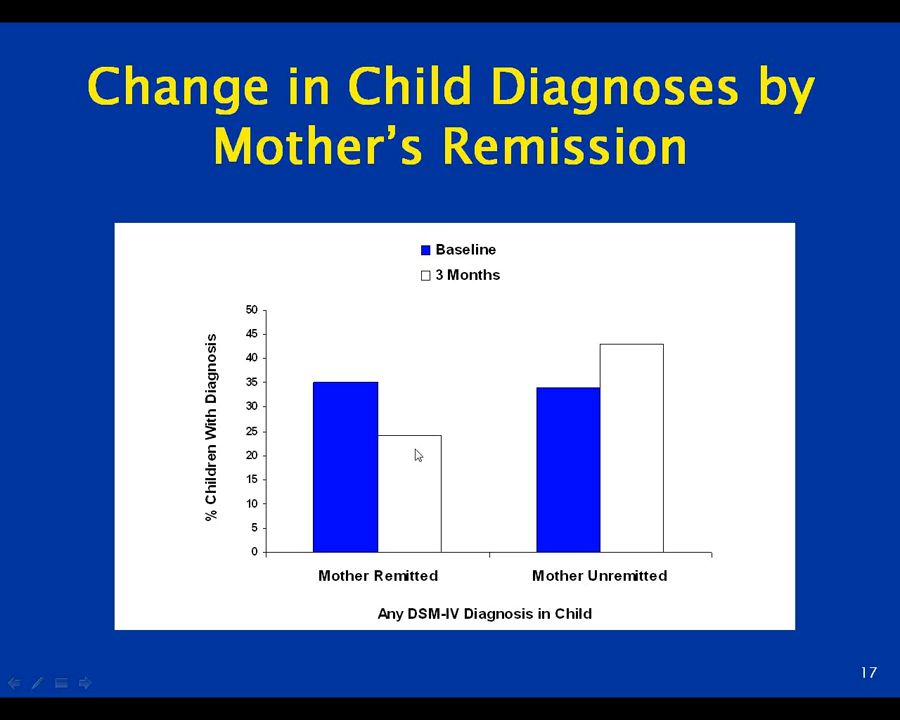 Change in Child Diagnoses by
Mother's Remission
Baseline
3 Months
50
45
40
35
30
25
20
15
10
5
0
% Children With Diagnosis
Mother Remitted
Mother Unremitted
Any DSM-IV Diagnosis in Child
17